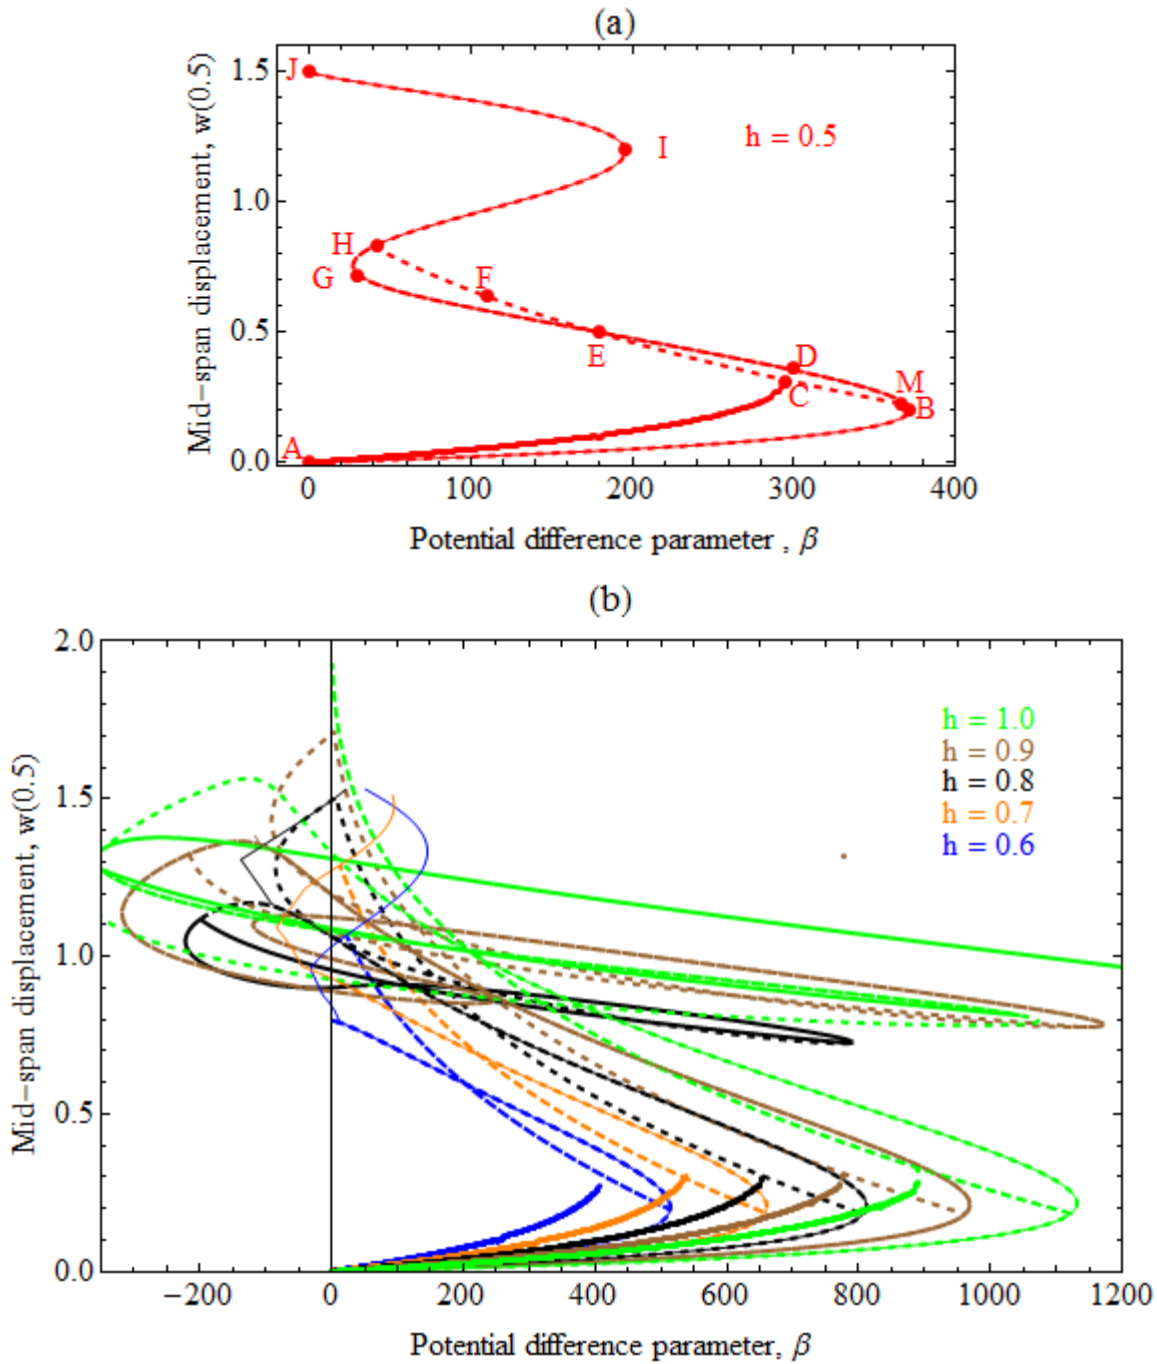 (a)
Mid-span displacement, w(0.5)
1.5
1.0
0.5
0.0
J
I
h = 0.5
H
G
F
E
D
C
M
B
A
0
100
200
300
400
Potential difference parameter , β
(b)
Mid-span displacement, w(0.5)
2.0
1.5
1.0
0.5
0.0
h = 1.0
h = 0.9
h = 0.8
h = 0.7
h = 0.6
−200
0
200
400
600
800
1000
1200
Potential difference parameter, β